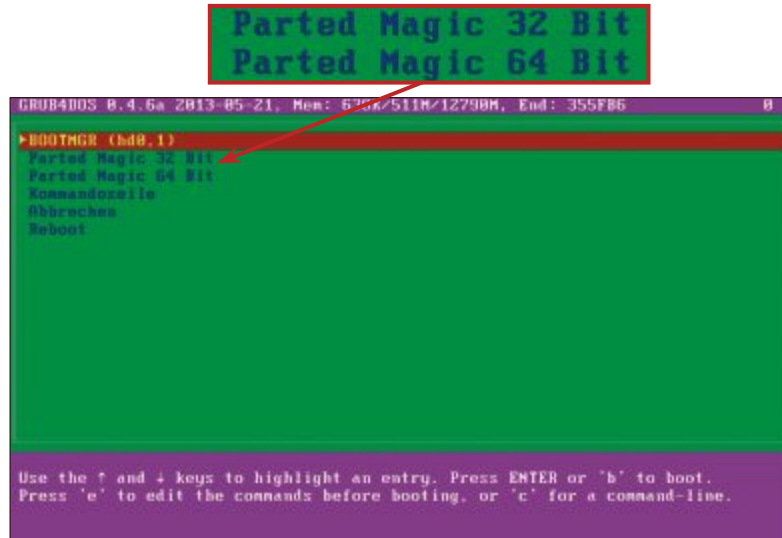 Parted Magic 32 Bit
Parted Magic 64 Bit
GRUB4DOS 0.4.6a 2013-05-21, Mem: 636K/511M/12790M, End: 355FB6 0
BOOTMGR (hd0,1)
Parted Magic 32 Bit
Parted Magic 64 Bit
Kommandozeile
Abbrechen
Reboot
Use the ↑ and ↓ keys to highlight an entry. Press ENTER or 'b' to boot.
Press 'e' to edit the commands before booting, or 'c' for a command-line.